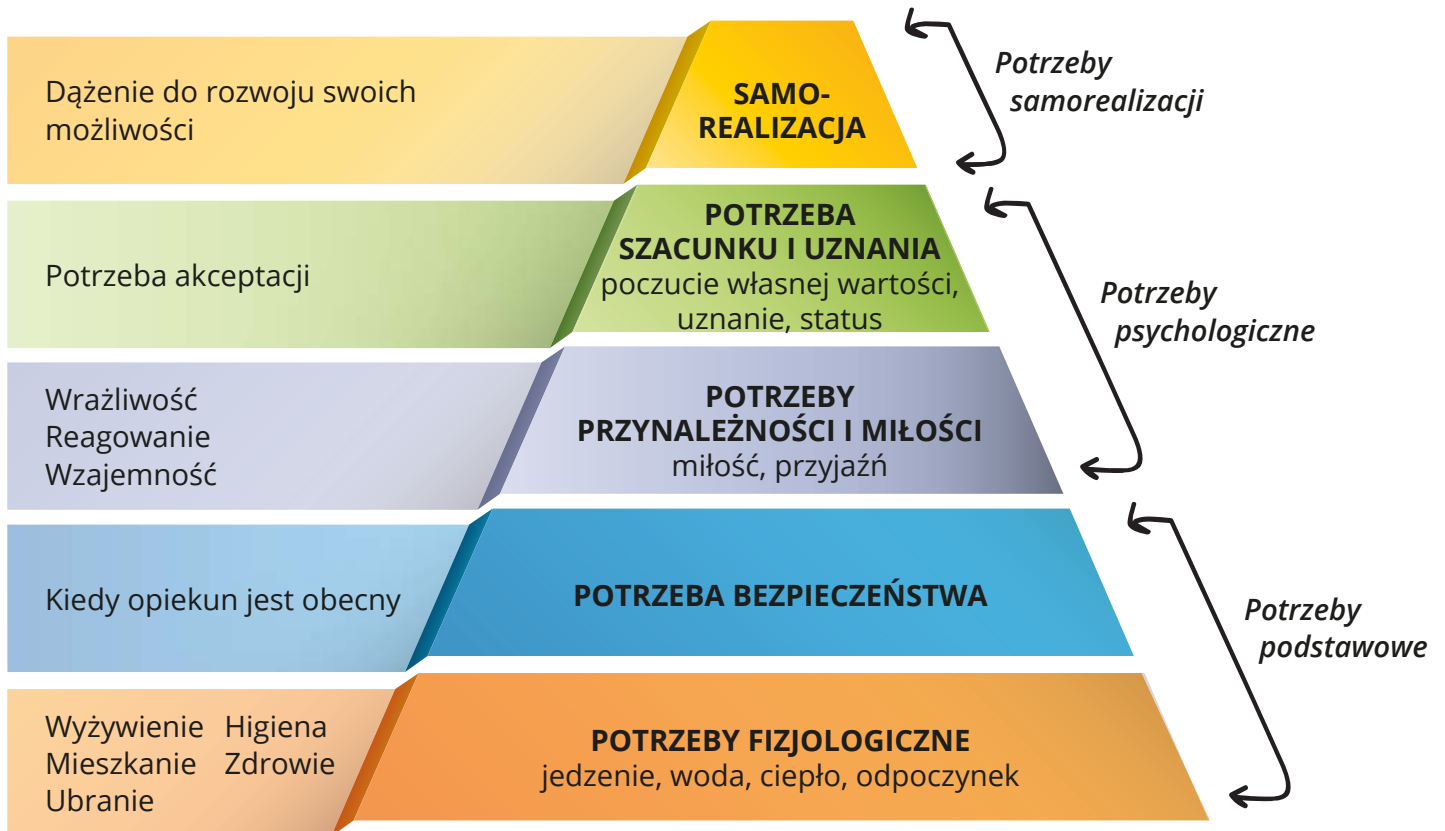 Dążenie do rozwoju swoich
możliwości
SAMO-
REALIZACJA
Potrzeby
samorealizacji
Potrzeba akceptacji
POTRZEBA
SZACUNKU I UZNANIA
poczucie własnej wartości,
uznanie, status
Potrzeby
psychologiczne
Wrażliwość
Reagowanie
Wzajemność
POTRZEBY
PRZYNALEŻNOŚCI I MIŁOŚCI
miłość, przyjaźń
Kiedy opiekun jest obecny
POTRZEBA BEZPIECZEŃSTWA
Potrzeby
podstawowe
Wyżywienie Higiena
Mieszkanie Zdrowie
Ubranie
POTRZEBY FIZJOLOGICZNE
jedzenie, woda, ciepło, odpoczynek